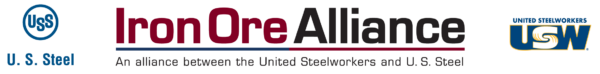 USS
U. S. Steel
Iron Ore Alliance
An alliance between the United Steelworkers and U. S. Steel
UNITED STEELWORKERS
USW